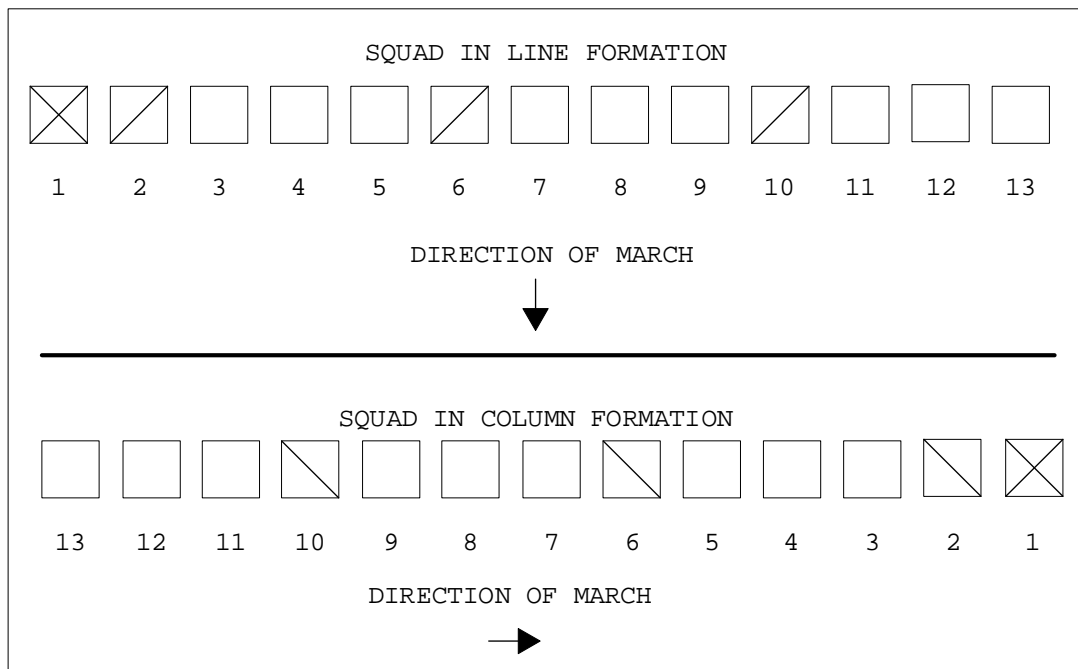 SQUAD IN LINE FORMATION
1 2 3 4 5 6 7 8 9 10 11 12 13
DIRECTION OF MARCH
SQUAD IN COLUMN FORMATION
13 12 11 10 9 8 7 6 5 4 3 2 1
DIRECTION OF MARCH